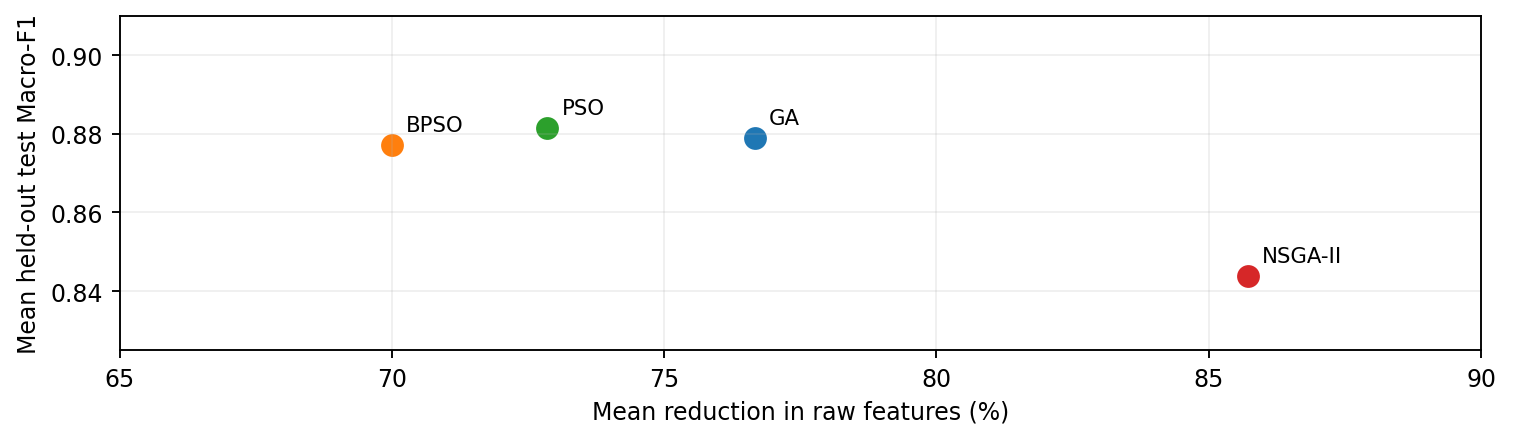 Mean held-out test Macro-F1
0.90
0.88
0.86
0.84
BPSO
PSO
GA
NSGA-II
65 70 75 80 85 90
Mean reduction in raw features (%)